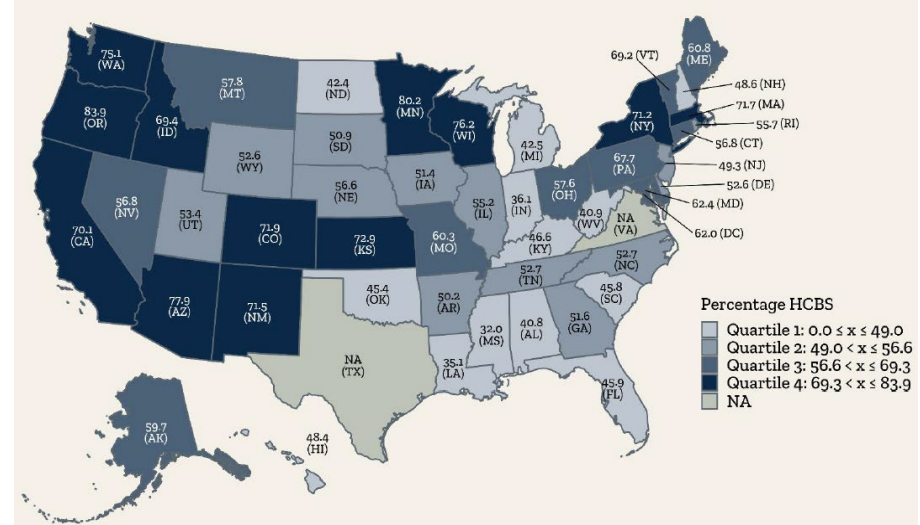 75.1
(WA)
83.9
(OR)
69.4
(ID)
57.8
(MT)
42.4
(ND)
50.9
(SD)
52.6
(WY)
56.6
(NE)
56.8
(NV)
53.4
(UT)
70.1
(CA)
71.9
(CO)
72.9
(KS)
77.9
(AZ)
71.5
(NM)
45.4
(OK)
NA
(TX)
80.2
(MN)
76.2
(WI)
51.4
(IA)
60.3
(MO)
50.2
(AR)
35.1
(LA)
55.2
(IL)
42.5
(MI)
36.1
(IN)
57.6
(OH)
46.6
(KY)
52.7
(TN)
32.0
(MS)
40.8
(AL)
51.6
(GA)
45.9
(FL)
45.8
(SC)
52.7
(NC)
NA
(VA)
40.9
(WV)
67.7
(PA)
71.2
(NY)
69.2 (VT)
60.8
(ME)
48.6 (NH)
71.7 (MA)
55.7 (RI)
56.8 (CT)
49.3 (NJ)
52.6 (DE)
62.4 (MD)
62.0 (DC)
59.7
(AK)
48.4
(HI)
Percentage HCBS
Quartile 1: 0.0 ≤ x ≤ 49.0
Quartile 2: 49.0 < x ≤ 56.6
Quartile 3: 56.6 < x ≤ 69.3
Quartile 4: 69.3 < x ≤ 83.9
NA